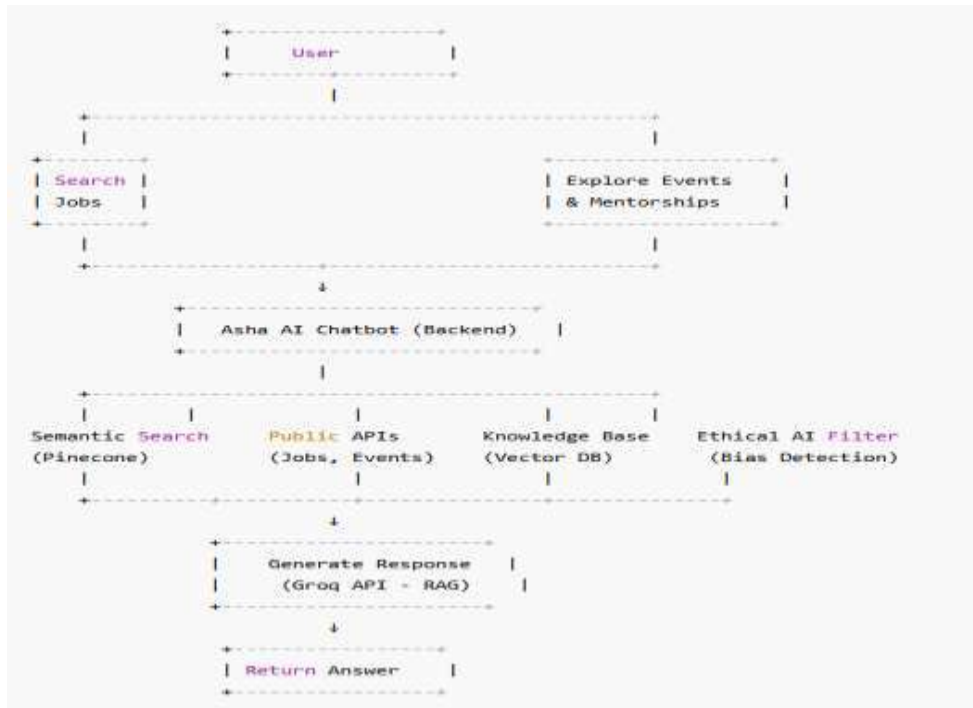 User
Search
Explore Events
Jobs
& Mentorships
Asha AI Chatbot (Backend)
Semantic Search Public APIs Knowledge Base Ethical AI Filter
(Pinecone) (Jobs, Events) (Vector DB) (Bias Detection)
Generate Response
(Groq API - RAG)
Return Answer